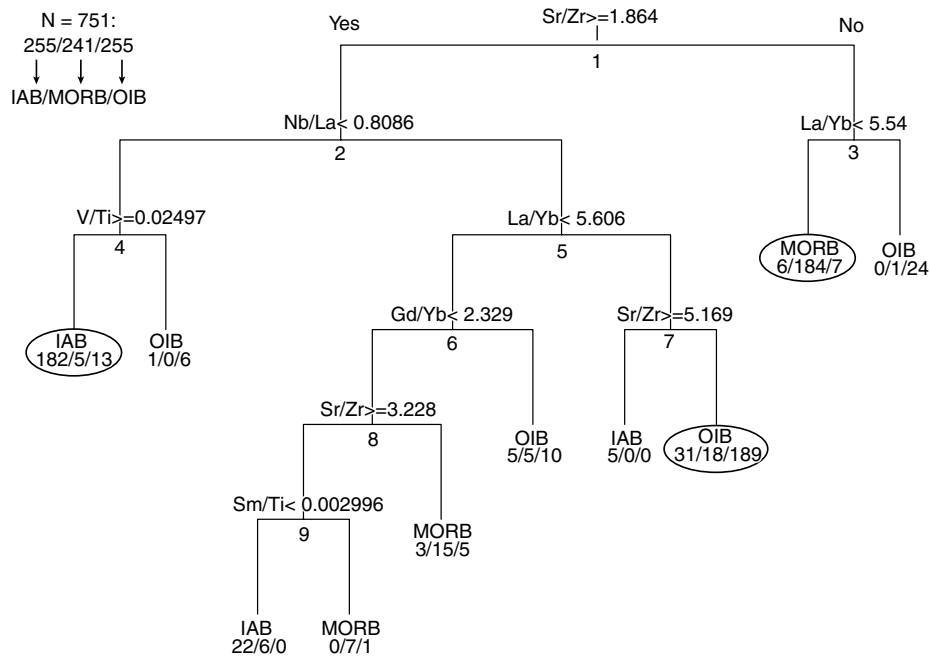 N = 751:
255/241/255
IAB/MORB/OIB
Yes
Sr/Zr>=1.864
No
1
Nb/La< 0.8086
2
La/Yb< 5.54
3
V/Ti>=0.02497
4
La/Yb< 5.606
5
MORB
6/184/7
OIB
0/1/24
IAB
182/5/13
OIB
1/0/6
Gd/Yb< 2.329
6
Sr/Zr>=5.169
7
Sr/Zr>=3.228
8
OIB
5/5/10
IAB
5/0/0
OIB
31/18/189
Sm/Ti< 0.002996
9
MORB
3/15/5
IAB
22/6/0
MORB
0/7/1